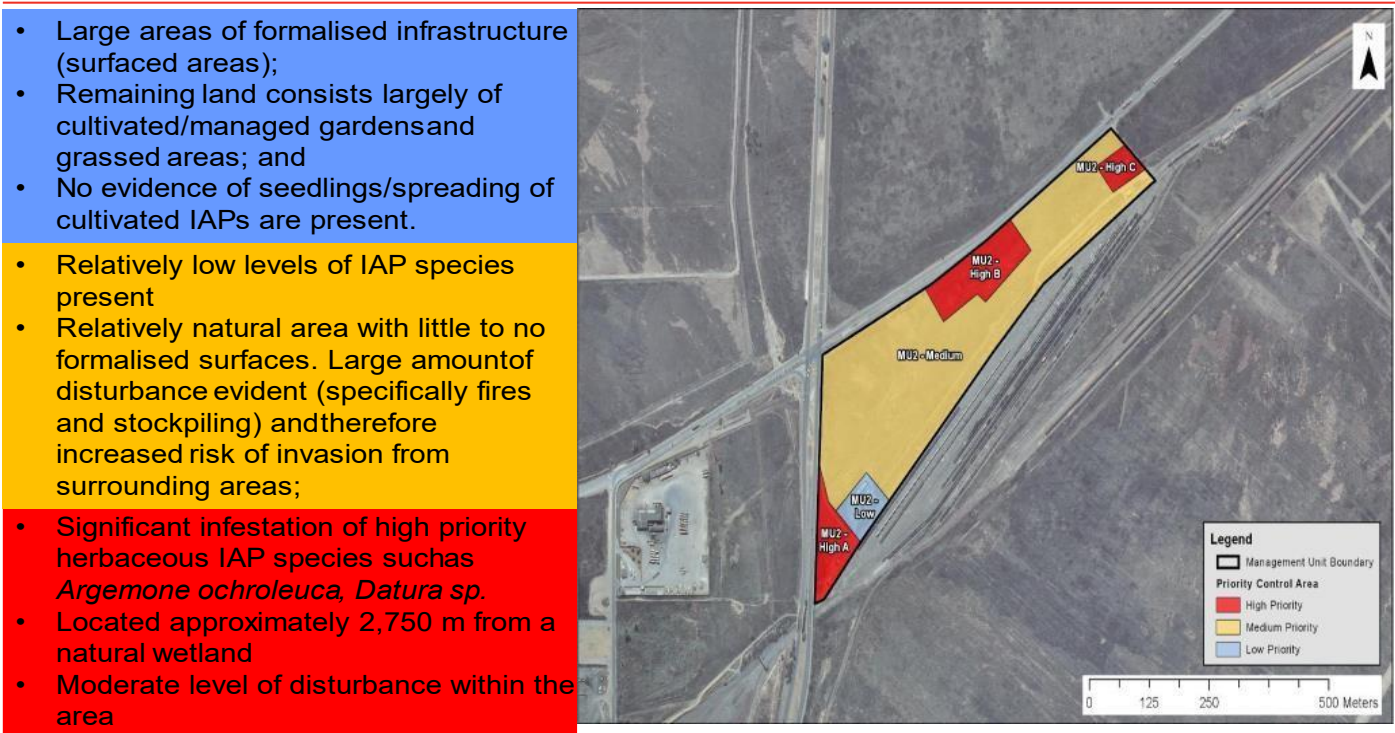 • Large areas of formalised infrastructure
(surfaced areas);
• Remaining land consists largely of
cultivated/managed gardensand
grassed areas; and
• No evidence of seedlings/spreading of
cultivated IAPs are present.
• Relatively low levels of IAP species
present
• Relatively natural area with little to no
formalised surfaces. Large amountof
disturbance evident (specifically fires
and stockpiling) andtherefore
increased risk of invasion from
surrounding areas;
• Significant infestation of high priority
herbaceous IAP species suchas
Argemone ochroleuca, Datura sp.
• Located approximately 2,750 m from a
natural wetland
• Moderate level of disturbance within the
area
N
MU2 - High C
MU2 -
High B
MU2 - Medium
MU2 -
Low
MU2 -
High A
Legend
Management Unit Boundary
Priority Control Area
High Priority
Medium Priority
Low Priority
0 125 250 500 Meters